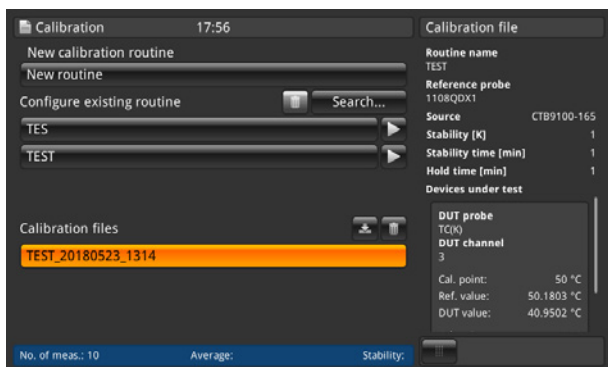 Calibration 17:56
New calibration routine
New routine
Configure existing routine Search...
TES
TEST
Calibration files
TEST_20180523_1314
No. of meas.: 10 Average: Stability:
Calibration file
Routine name
TEST
Reference probe
1108QDX1
Source CTB9100-165
Stability [K] 1
Stability time [min] 1
Hold time [min] 1
Devices under test
DUT probe
TC(K)
DUT channel
3
Cal. point: 50 °C
Ref. value: 50.1803 °C
DUT value: 40.9502 °C